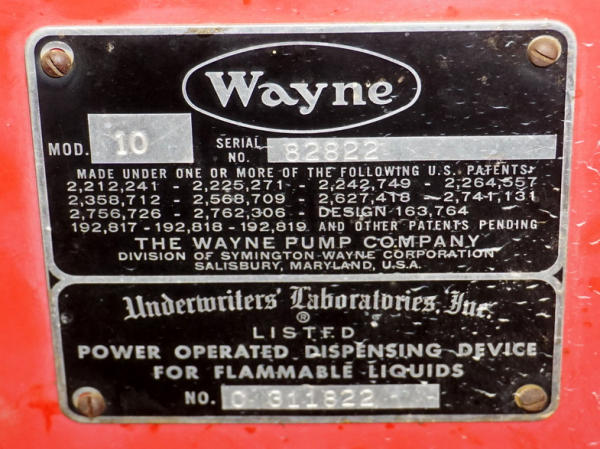 Wayne
MOD. 10 SERIAL NO. 82822
MADE UNDER ONE OR MORE OF THE FOLLOWING U.S. PATENTS:
2,212,241 - 2,225,271 - 2,242,749 - 2,264,557
2,358,712 - 2,568,709 - 2,627,418 - 2,741,131
2,756,726 - 2,762,306 - DESIGN 163,764
192,817 - 192,818 - 192,819 AND OTHER PATENTS PENDING
THE WAYNE PUMP COMPANY
DIVISION OF SYMINGTON-WAYNE CORPORATION
SALISBURY, MARYLAND, U.S.A.
Underwriters' Laboratories, Inc.
®
LISTED
POWER OPERATED DISPENSING DEVICE
FOR FLAMMABLE LIQUIDS
NO. C 311822